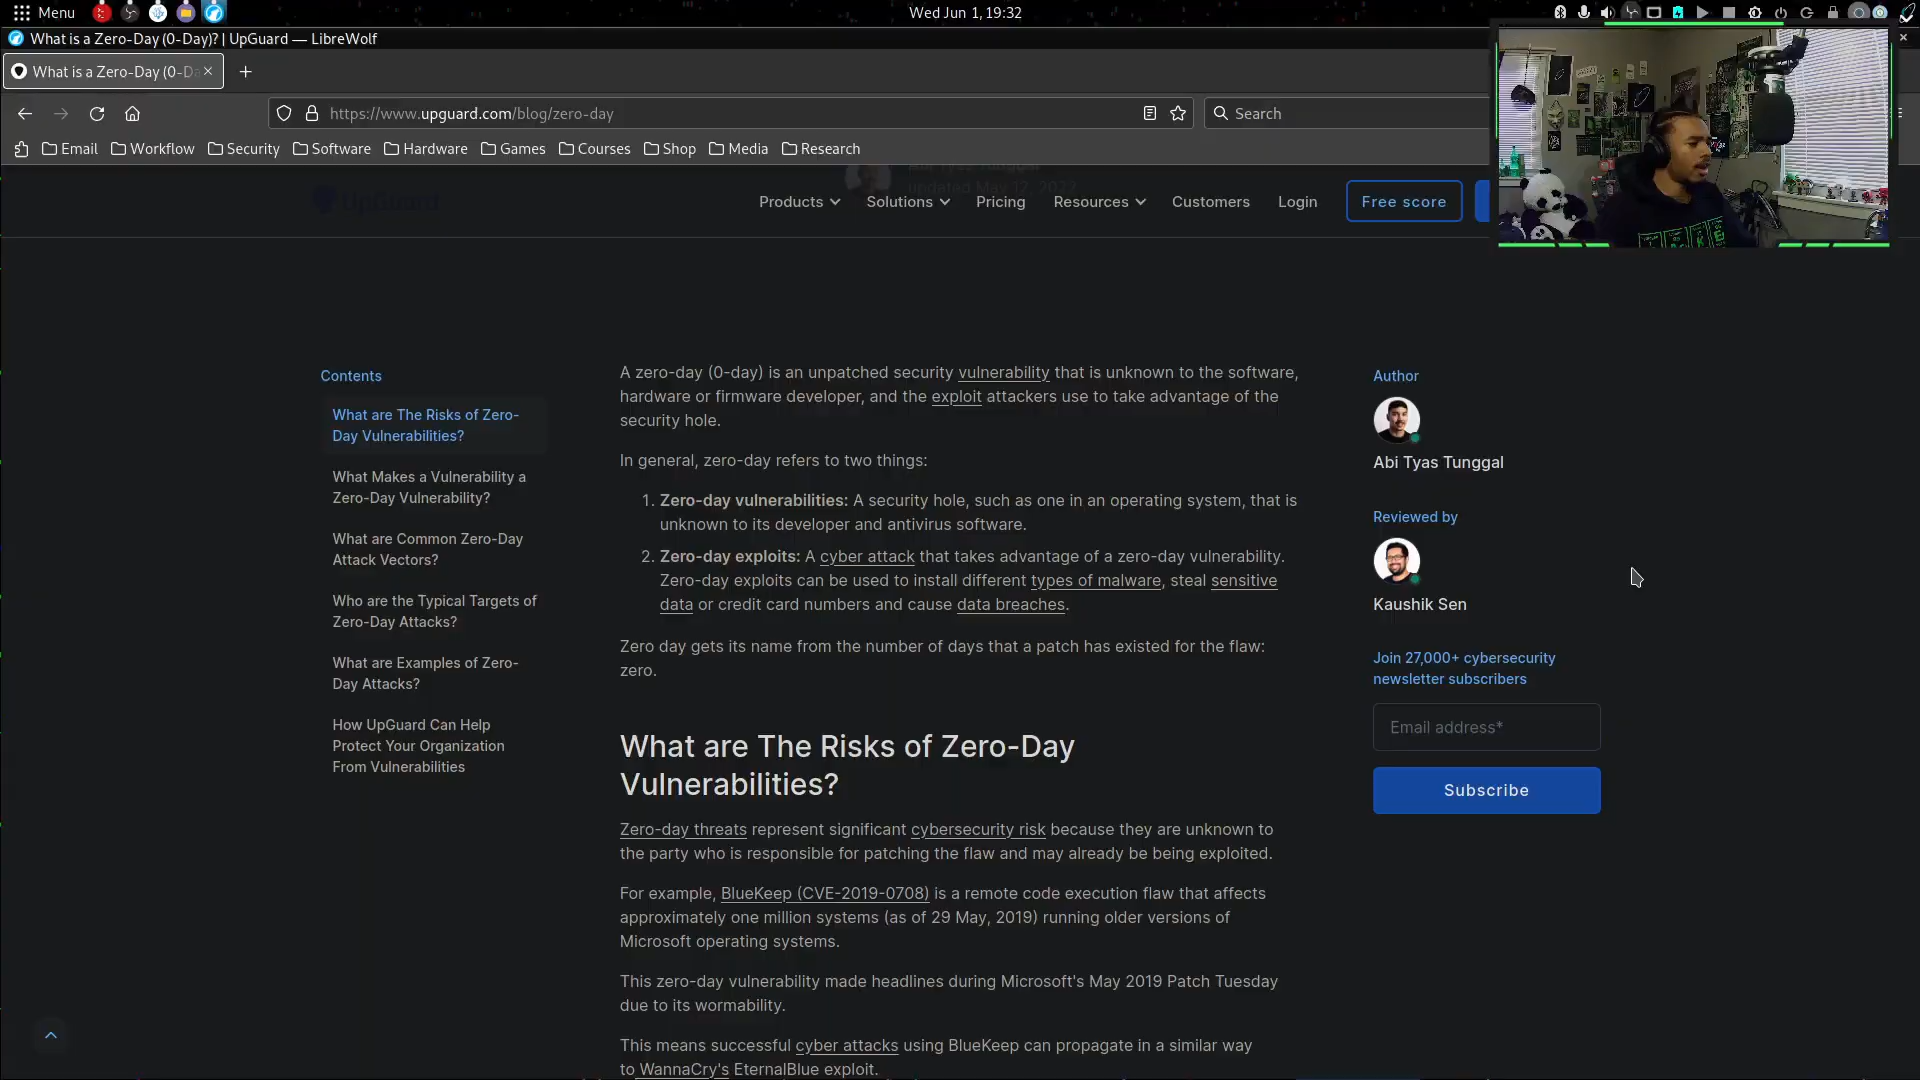 Menu
Wed Jun 1, 19:32
What is a Zero-Day (0-Day)? | UpGuard — LibreWolf
What is a Zero-Day (0-Da
https://www.upguard.com/blog/zero-day
Search
Email Workflow Security Software Hardware Games Courses Shop Media Research
updated May 12, 2022
UpGuard
Products Solutions Pricing Resources Customers Login Free score
Contents
What are The Risks of Zero-
Day Vulnerabilities?
What Makes a Vulnerability a
Zero-Day Vulnerability?
What are Common Zero-Day
Attack Vectors?
Who are the Typical Targets of
Zero-Day Attacks?
What are Examples of Zero-
Day Attacks?
How UpGuard Can Help
Protect Your Organization
From Vulnerabilities
A zero-day (0-day) is an unpatched security vulnerability that is unknown to the software,
hardware or firmware developer, and the exploit attackers use to take advantage of the
security hole.
In general, zero-day refers to two things:
1. Zero-day vulnerabilities: A security hole, such as one in an operating system, that is
unknown to its developer and antivirus software.
2. Zero-day exploits: A cyber attack that takes advantage of a zero-day vulnerability.
Zero-day exploits can be used to install different types of malware, steal sensitive
data or credit card numbers and cause data breaches.
Zero day gets its name from the number of days that a patch has existed for the flaw:
zero.
What are The Risks of Zero-Day
Vulnerabilities?
Zero-day threats represent significant cybersecurity risk because they are unknown to
the party who is responsible for patching the flaw and may already be being exploited.
For example, BlueKeep (CVE-2019-0708) is a remote code execution flaw that affects
approximately one million systems (as of 29 May, 2019) running older versions of
Microsoft operating systems.
This zero-day vulnerability made headlines during Microsoft's May 2019 Patch Tuesday
due to its wormability.
This means successful cyber attacks using BlueKeep can propagate in a similar way
to WannaCry's EternalBlue exploit.
Author
Abi Tyas Tunggal
Reviewed by
Kaushik Sen
Join 27,000+ cybersecurity
newsletter subscribers
Email address*
Subscribe